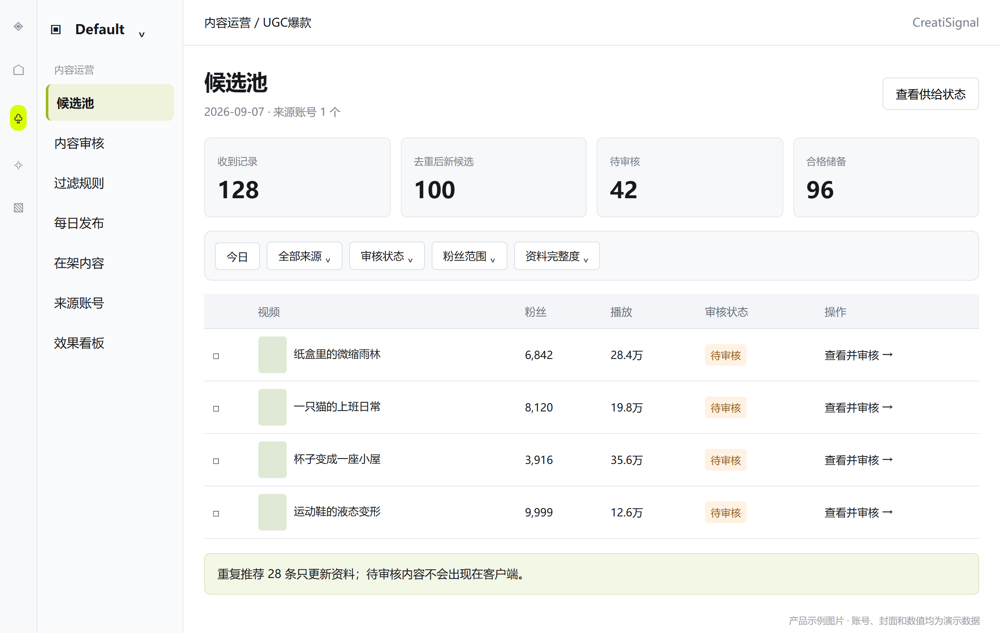 Default
内容运营
候选池
内容审核
过滤规则
每日发布
在架内容
来源账号
效果看板
内容运营 / UGC爆款
CreatiSignal
候选池
2026-09-07 · 来源账号 1 个
查看供给状态
收到记录
128
去重后新候选
100
待审核
42
合格储备
96
今日
全部来源
审核状态
粉丝范围
资料完整度
视频 粉丝 播放 审核状态 操作
纸盒里的微缩雨林 6,842 28.4万 待审核 查看并审核 →
一只猫的上班日常 8,120 19.8万 待审核 查看并审核 →
杯子变成一座小屋 3,916 35.6万 待审核 查看并审核 →
运动鞋的液态变形 9,999 12.6万 待审核 查看并审核 →
重复推荐 28 条只更新资料；待审核内容不会出现在客户端。
产品示例图片 · 账号、封面和数值均为演示数据